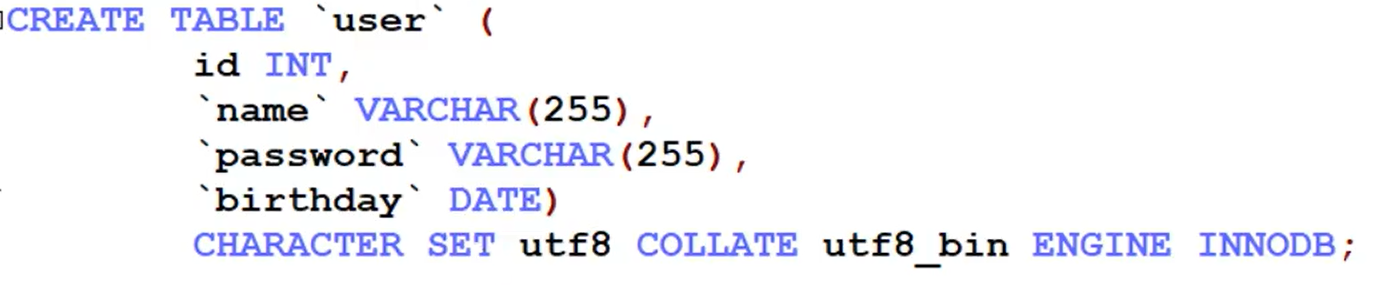 CREATE TABLE `user` (
id INT,
`name` VARCHAR(255),
`password` VARCHAR(255),
`birthday` DATE)
CHARACTER SET utf8 COLLATE utf8_bin ENGINE INNODB;